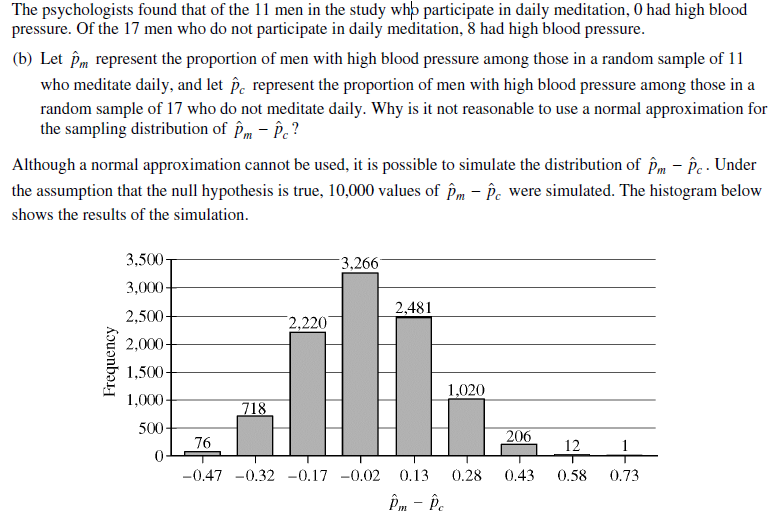 The psychologists found that of the 11 men in the study who participate in daily meditation, 0 had high blood
pressure. Of the 17 men who do not participate in daily meditation, 8 had high blood pressure.
(b) Let p̂ₘ represent the proportion of men with high blood pressure among those in a random sample of 11
who meditate daily, and let p̂꜀ represent the proportion of men with high blood pressure among those in a
random sample of 17 who do not meditate daily. Why is it not reasonable to use a normal approximation for
the sampling distribution of p̂ₘ − p̂꜀?
Although a normal approximation cannot be used, it is possible to simulate the distribution of p̂ₘ − p̂꜀. Under
the assumption that the null hypothesis is true, 10,000 values of p̂ₘ − p̂꜀ were simulated. The histogram below
shows the results of the simulation.
Frequency
3,500
3,000
2,500
2,000
1,500
1,000
500
0
76
718
2,220
3,266
2,481
1,020
206
12
1
−0.47 −0.32 −0.17 −0.02 0.13 0.28 0.43 0.58 0.73
p̂ₘ − p̂꜀